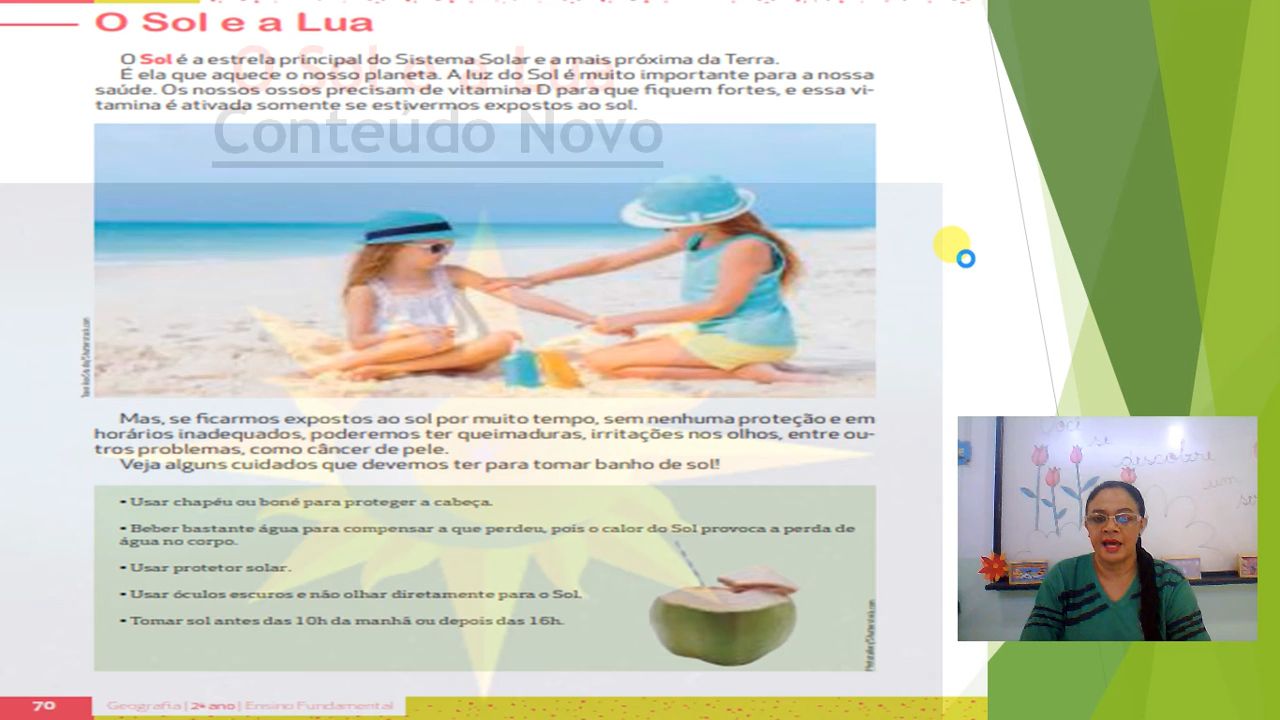 O Sol e a Lua
O Sol é a estrela principal do Sistema Solar e a mais próxima da Terra.
É ela que aquece o nosso planeta. A luz do Sol é muito importante para a nossa
saúde. Os nossos ossos precisam de vitamina D para que fiquem fortes, e essa vi-
tamina é ativada somente se estivermos expostos ao sol.
O Sol e a Lua
Conteúdo Novo
Mas, se ficarmos expostos ao sol por muito tempo, sem nenhuma proteção e em
horários inadequados, poderemos ter queimaduras, irritações nos olhos, entre ou-
tros problemas, como câncer de pele.
Veja alguns cuidados que devemos ter para tomar banho de sol!
• Usar chapéu ou boné para proteger a cabeça.
• Beber bastante água para compensar a que perdeu, pois o calor do Sol provoca a perda de
água no corpo.
• Usar protetor solar.
• Usar óculos escuros e não olhar diretamente para o Sol.
• Tomar sol antes das 10h da manhã ou depois das 16h.
70
Geografia | 2º ano | Ensino Fundamental
Você
se
descobre
um